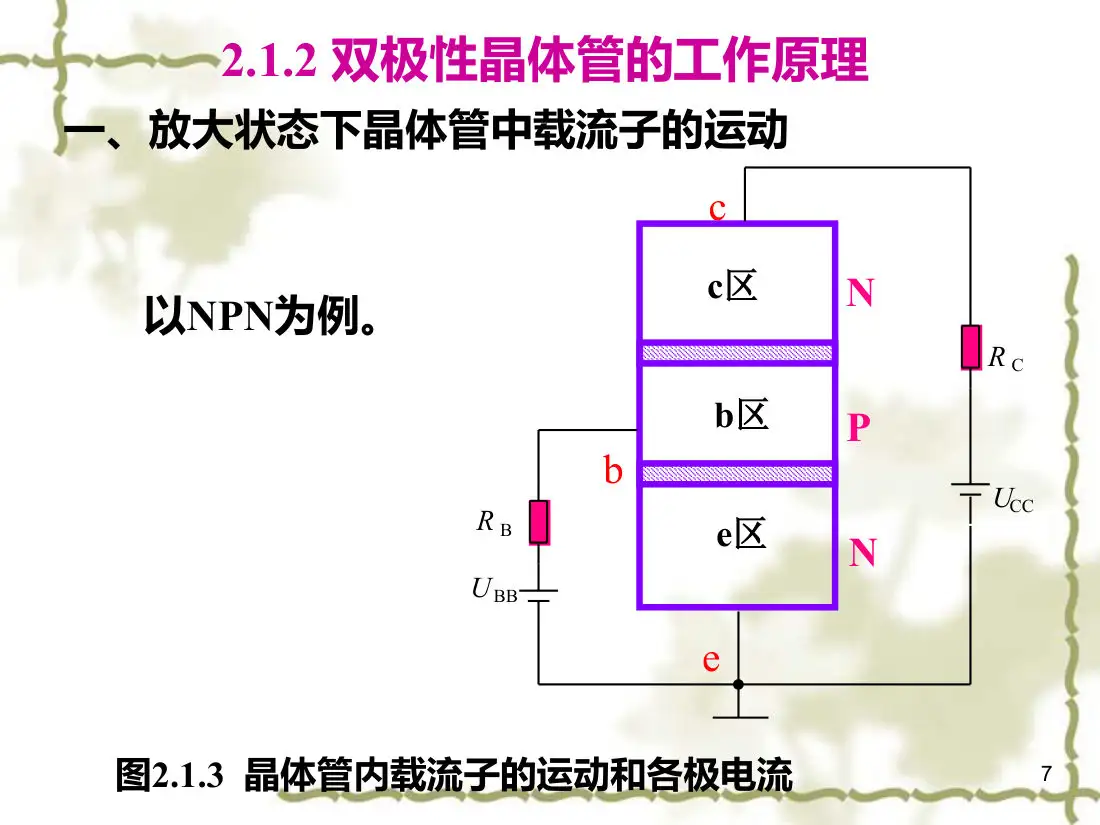 2.1.2 双极性晶体管的工作原理
一、放大状态下晶体管中载流子的运动
c
c区
N
以NPN为例。
R C
b区
P
b
U CC
R B
e区
N
U BB
e
图2.1.3 晶体管内载流子的运动和各极电流
7